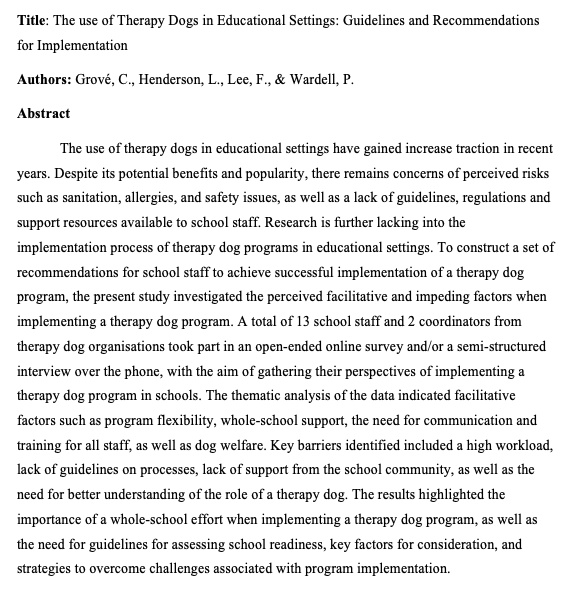 Title: The use of Therapy Dogs in Educational Settings: Guidelines and Recommendations
for Implementation
Authors: Grové, C., Henderson, L., Lee, F., & Wardell, P.
Abstract
The use of therapy dogs in educational settings have gained increase traction in recent
years. Despite its potential benefits and popularity, there remains concerns of perceived risks
such as sanitation, allergies, and safety issues, as well as a lack of guidelines, regulations and
support resources available to school staff. Research is further lacking into the
implementation process of therapy dog programs in educational settings. To construct a set of
recommendations for school staff to achieve successful implementation of a therapy dog
program, the present study investigated the perceived facilitative and impeding factors when
implementing a therapy dog program. A total of 13 school staff and 2 coordinators from
therapy dog organisations took part in an open-ended online survey and/or a semi-structured
interview over the phone, with the aim of gathering their perspectives of implementing a
therapy dog program in schools. The thematic analysis of the data indicated facilitative
factors such as program flexibility, whole-school support, the need for communication and
training for all staff, as well as dog welfare. Key barriers identified included a high workload,
lack of guidelines on processes, lack of support from the school community, as well as the
need for better understanding of the role of a therapy dog. The results highlighted the
importance of a whole-school effort when implementing a therapy dog program, as well as
the need for guidelines for assessing school readiness, key factors for consideration, and
strategies to overcome challenges associated with program implementation.